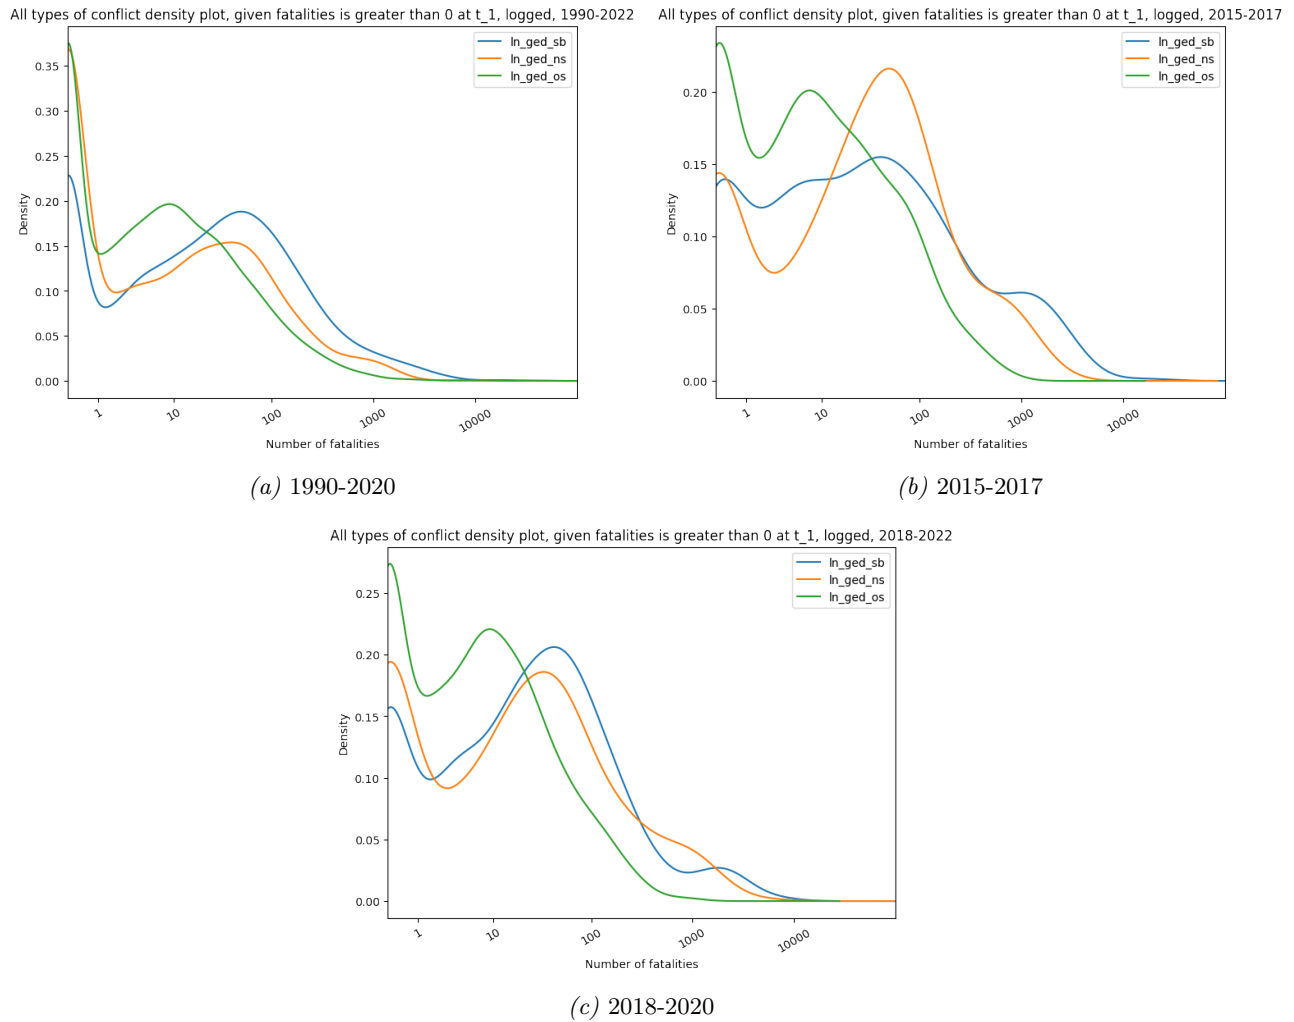 All types of conflict density plot, given fatalities is greater than 0 at t_1, logged, 1990-2022
ln_ged_sb
ln_ged_ns
ln_ged_os
0.35
0.30
0.25
0.20
0.15
0.10
0.05
0.00
Density
1
10
100
1000
10000
Number of fatalities
(a) 1990-2020
All types of conflict density plot, given fatalities is greater than 0 at t_1, logged, 2015-2017
ln_ged_sb
ln_ged_ns
ln_ged_os
0.20
0.15
0.10
0.05
0.00
Density
1
10
100
1000
10000
Number of fatalities
(b) 2015-2017
All types of conflict density plot, given fatalities is greater than 0 at t_1, logged, 2018-2022
ln_ged_sb
ln_ged_ns
ln_ged_os
0.25
0.20
0.15
0.10
0.05
0.00
Density
1
10
100
1000
10000
Number of fatalities
(c) 2018-2020